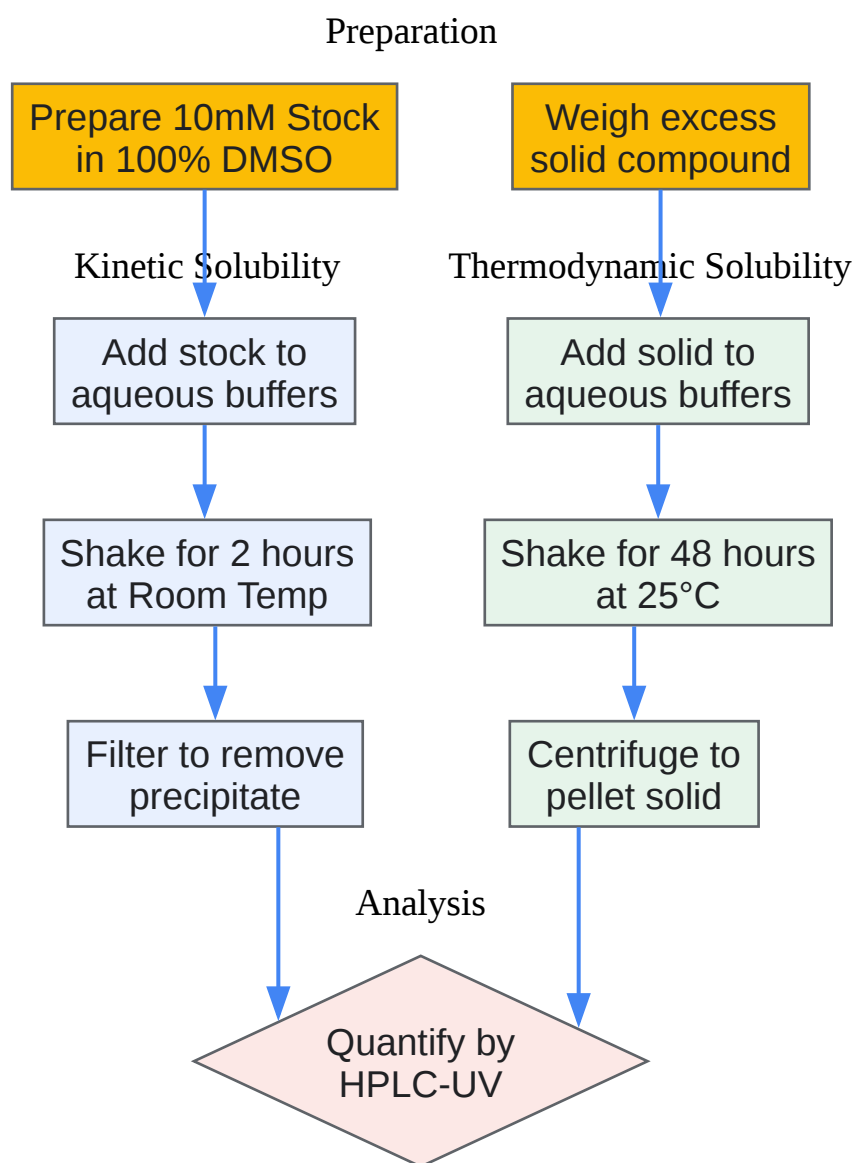 Preparation
Prepare 10mM Stock
in 100% DMSO
Weigh excess
solid compound
Kinetic Solubility
Thermodynamic Solubility
Add stock to
aqueous buffers
Add solid to
aqueous buffers
Shake for 2 hours
at Room Temp
Shake for 48 hours
at 25°C
Filter to remove
precipitate
Centrifuge to
pellet solid
Analysis
Quantify by
HPLC-UV